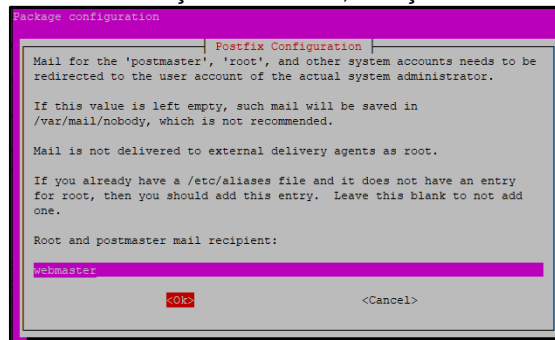 Package configuration
Postfix Configuration
Mail for the 'postmaster', 'root', and other system accounts needs to be
redirected to the user account of the actual system administrator.
If this value is left empty, such mail will be saved in
/var/mail/nobody, which is not recommended.
Mail is not delivered to external delivery agents as root.
If you already have a /etc/aliases file and it does not have an entry
for root, then you should add this entry.  Leave this blank to not add
one.
Root and postmaster mail recipient:
webmaster
<Ok> <Cancel>